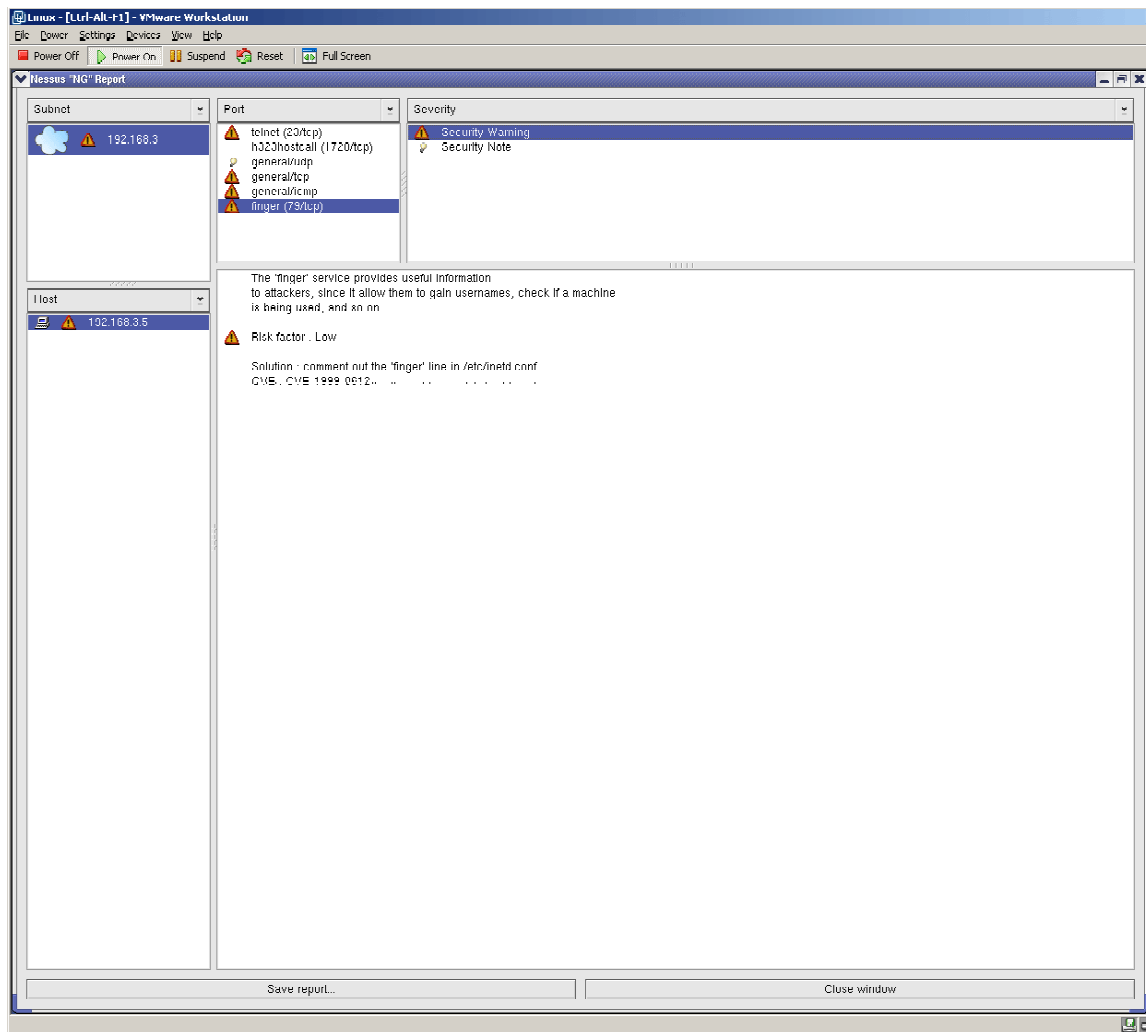 Linux - [Ctrl-Alt-F1] - VMware Workstation
File Power Settings Devices View Help
Power Off Power On Suspend Reset Full Screen
Nessus "NG" Report
Subnet
192.168.3
Port
telnet (23/tcp)
h323hostcall (1720/tcp)
general/udp
general/tcp
general/icmp
finger (79/tcp)
Severity
Security Warning
Security Note
Host
192.168.3.5
The 'finger' service provides useful information
to attackers, since it allow them to gain usernames, check if a machine
is being used, and so on
Risk factor : Low
Solution : comment out the 'finger' line in /etc/inetd.conf
CVE : CVE-1999-0612
Save report...
Close window